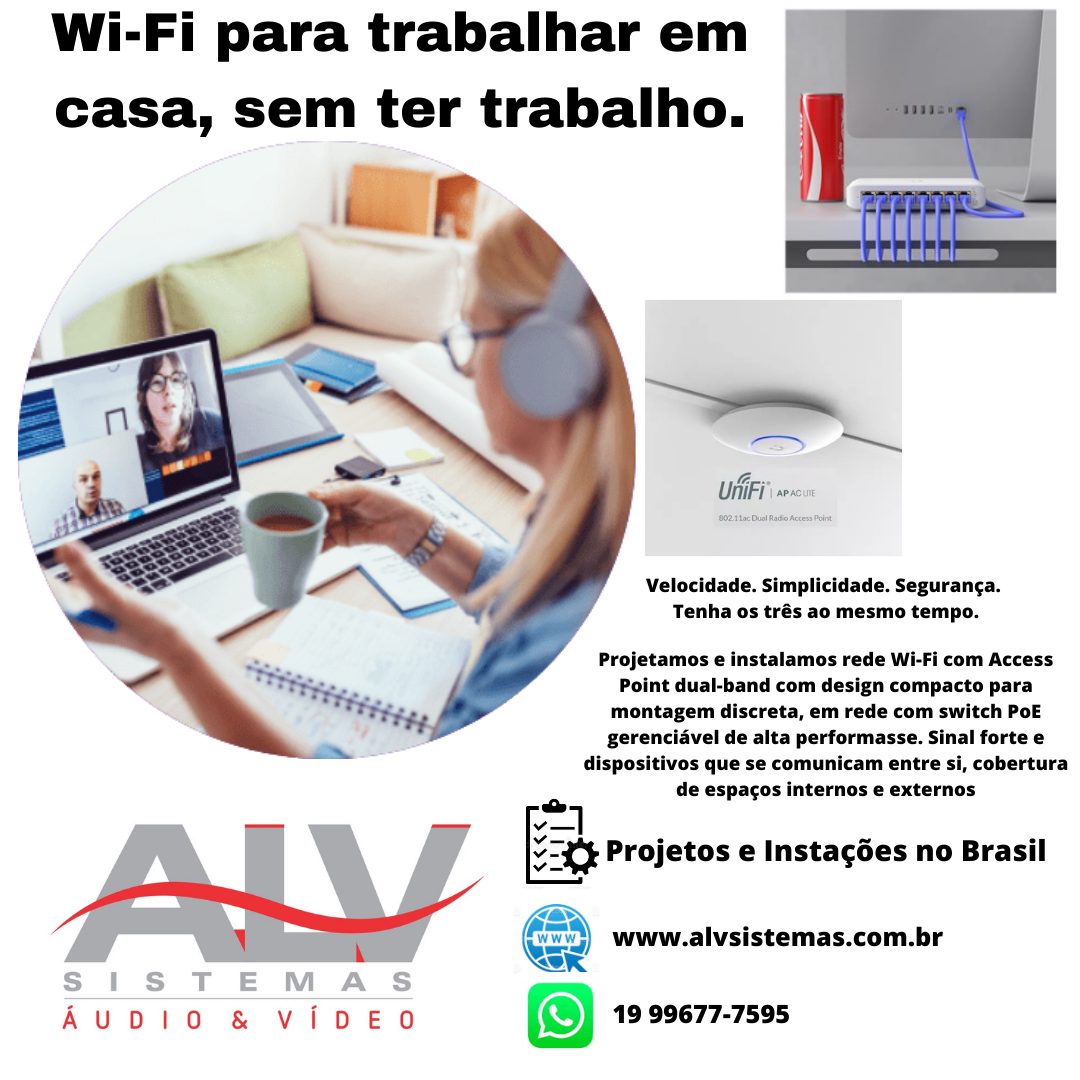 Wi-Fi para trabalhar em
casa, sem ter trabalho.
UniFi® | AP AC LITE
802.11ac Dual Radio Access Point
Velocidade. Simplicidade. Segurança.
Tenha os três ao mesmo tempo.
Projetamos e instalamos rede Wi-Fi com Access
Point dual-band com design compacto para
montagem discreta, em rede com switch PoE
gerenciável de alta performasse. Sinal forte e
dispositivos que se comunicam entre si, cobertura
de espaços internos e externos
Projetos e Instações no Brasil
WWW
www.alvsistemas.com.br
19 99677-7595
ALV
SISTEMAS
ÁUDIO & VÍDEO